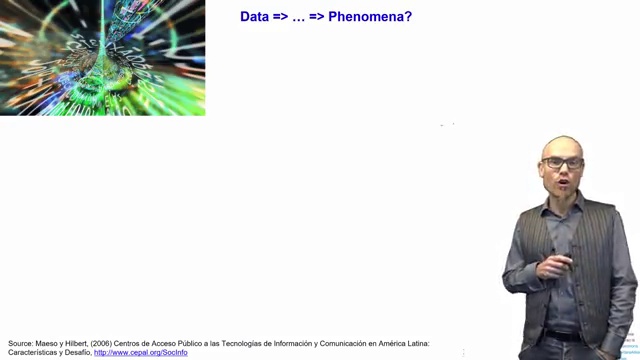 Data => … => Phenomena?
Source: Maeso y Hilbert, (2006) Centros de Acceso Público a las Tecnologías de Información y Comunicación en América Latina:
Características y Desafío, http://www.cepal.org/SocInfo